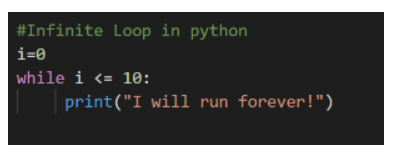 #Infinite Loop in python
i=0
while i <= 10:
    print("I will run forever!")